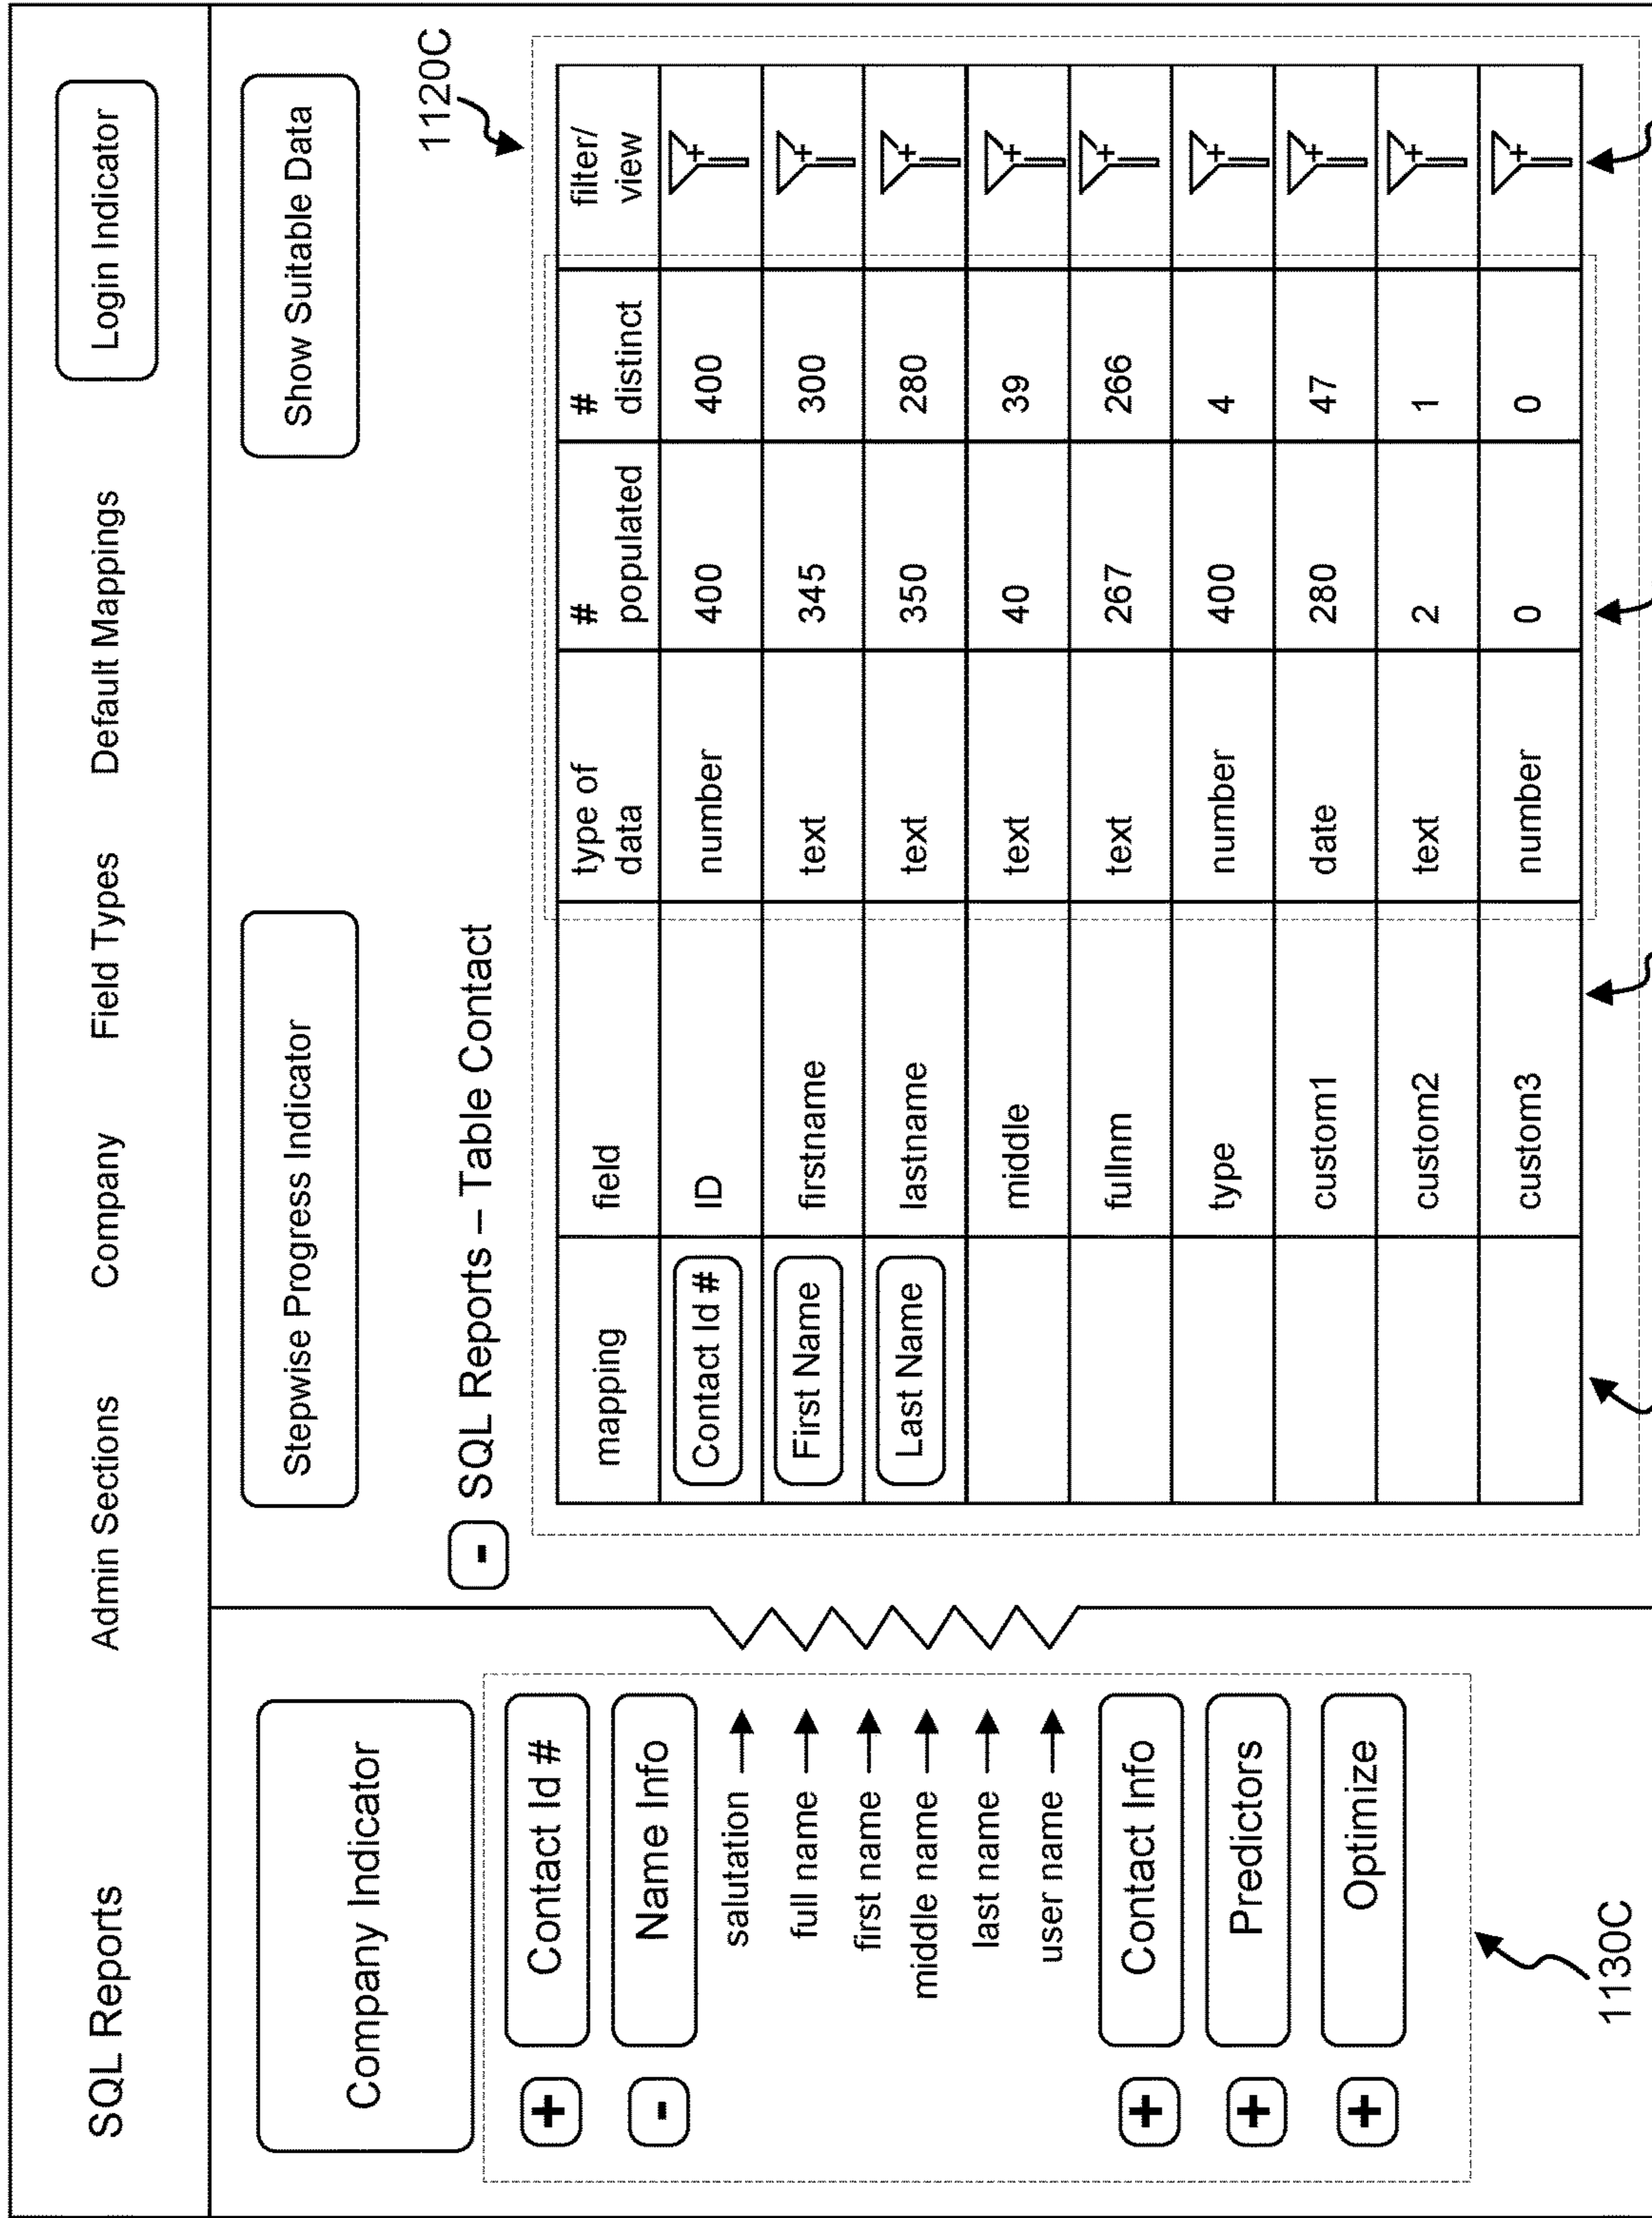 SQL Reports Admin Sections Company Field Types Default Mappings Login Indicator
Company Indicator
Stepwise Progress Indicator
Show Suitable Data
+ Contact Id #
- Name Info
salutation
full name
first name
middle name
last name
user name
+ Contact Info
+ Predictors
+ Optimize
1130C
- SQL Reports – Table Contact
1120C
mapping field type of data # populated # distinct filter/ view
Contact Id # ID number 400 400 +
First Name firstname text 345 300 +
Last Name lastname text 350 280 +
middle text 40 39 +
fullnm text 267 266 +
type number 400 4 +
custom1 date 280 47 +
custom2 text 2 1 +
custom3 number 0 0 +